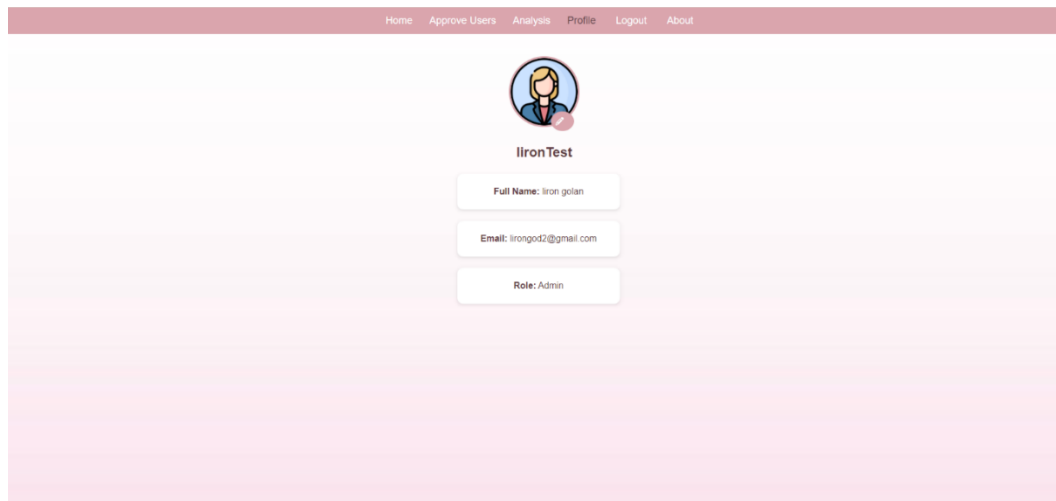 Home Approve Users Analysis Profile Logout About
lironTest
Full Name: liron golan
Email: lirongod2@gmail.com
Role: Admin